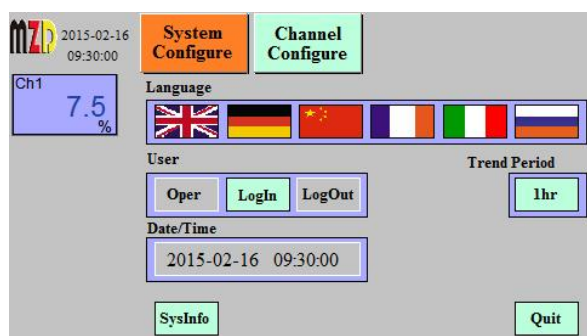 MZD
2015-02-16
09:30:00
System
Configure
Channel
Configure
Ch1
7.5
%
Language
User
Trend Period
Oper
LogIn
LogOut
1hr
Date/Time
2015-02-16 09:30:00
SysInfo
Quit